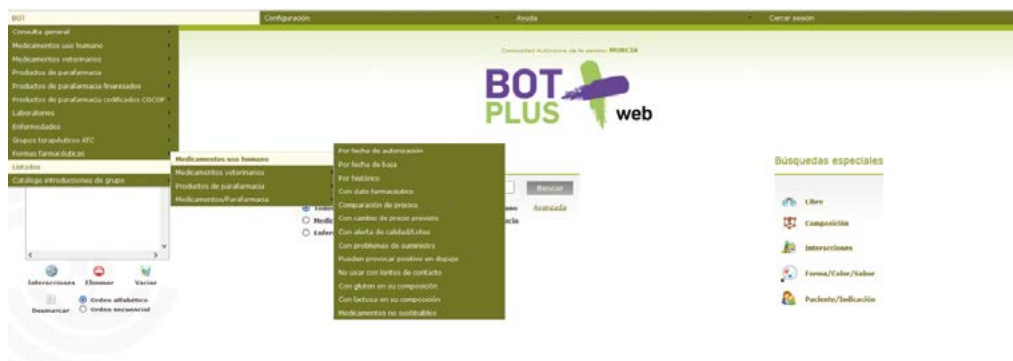 BOT
Configuración
Ayuda
Cerrar sesión
Consulta general
Medicamentos uso humano
Medicamentos veterinarios
Productos de parafarmacia
Productos de parafarmacia financiados
Productos de parafarmacia codificados CGCOF
Laboratorios
Enfermedades
Grupos terapéuticos ATC
Formas farmacéuticas
Listados
Catálogo introducciones de grupo
Medicamentos uso humano
Medicamentos veterinarios
Productos de parafarmacia
Medicamentos/Parafarmacia
Por fecha de autorización
Por fecha de baja
Por histórico
Con dato farmacéutico
Comparación de precios
Con cambio de precio previsto
Con alerta de calidad/Lotes
Con problemas de suministro
Pueden provocar positivo en dopaje
No usar con lentes de contacto
Con gluten en su composición
Con lactosa en su composición
Medicamentos no sustituibles
Comunidad Autónoma de la sesión: MURCIA
BOT
PLUS web
Buscar
Avanzada
Búsquedas especiales
Libre
Composición
Interacciones
Forma/Color/Sabor
Paciente/Indicación
Interacciones Eliminar Vaciar
Desmarcar
Orden alfabético
Orden secuencial